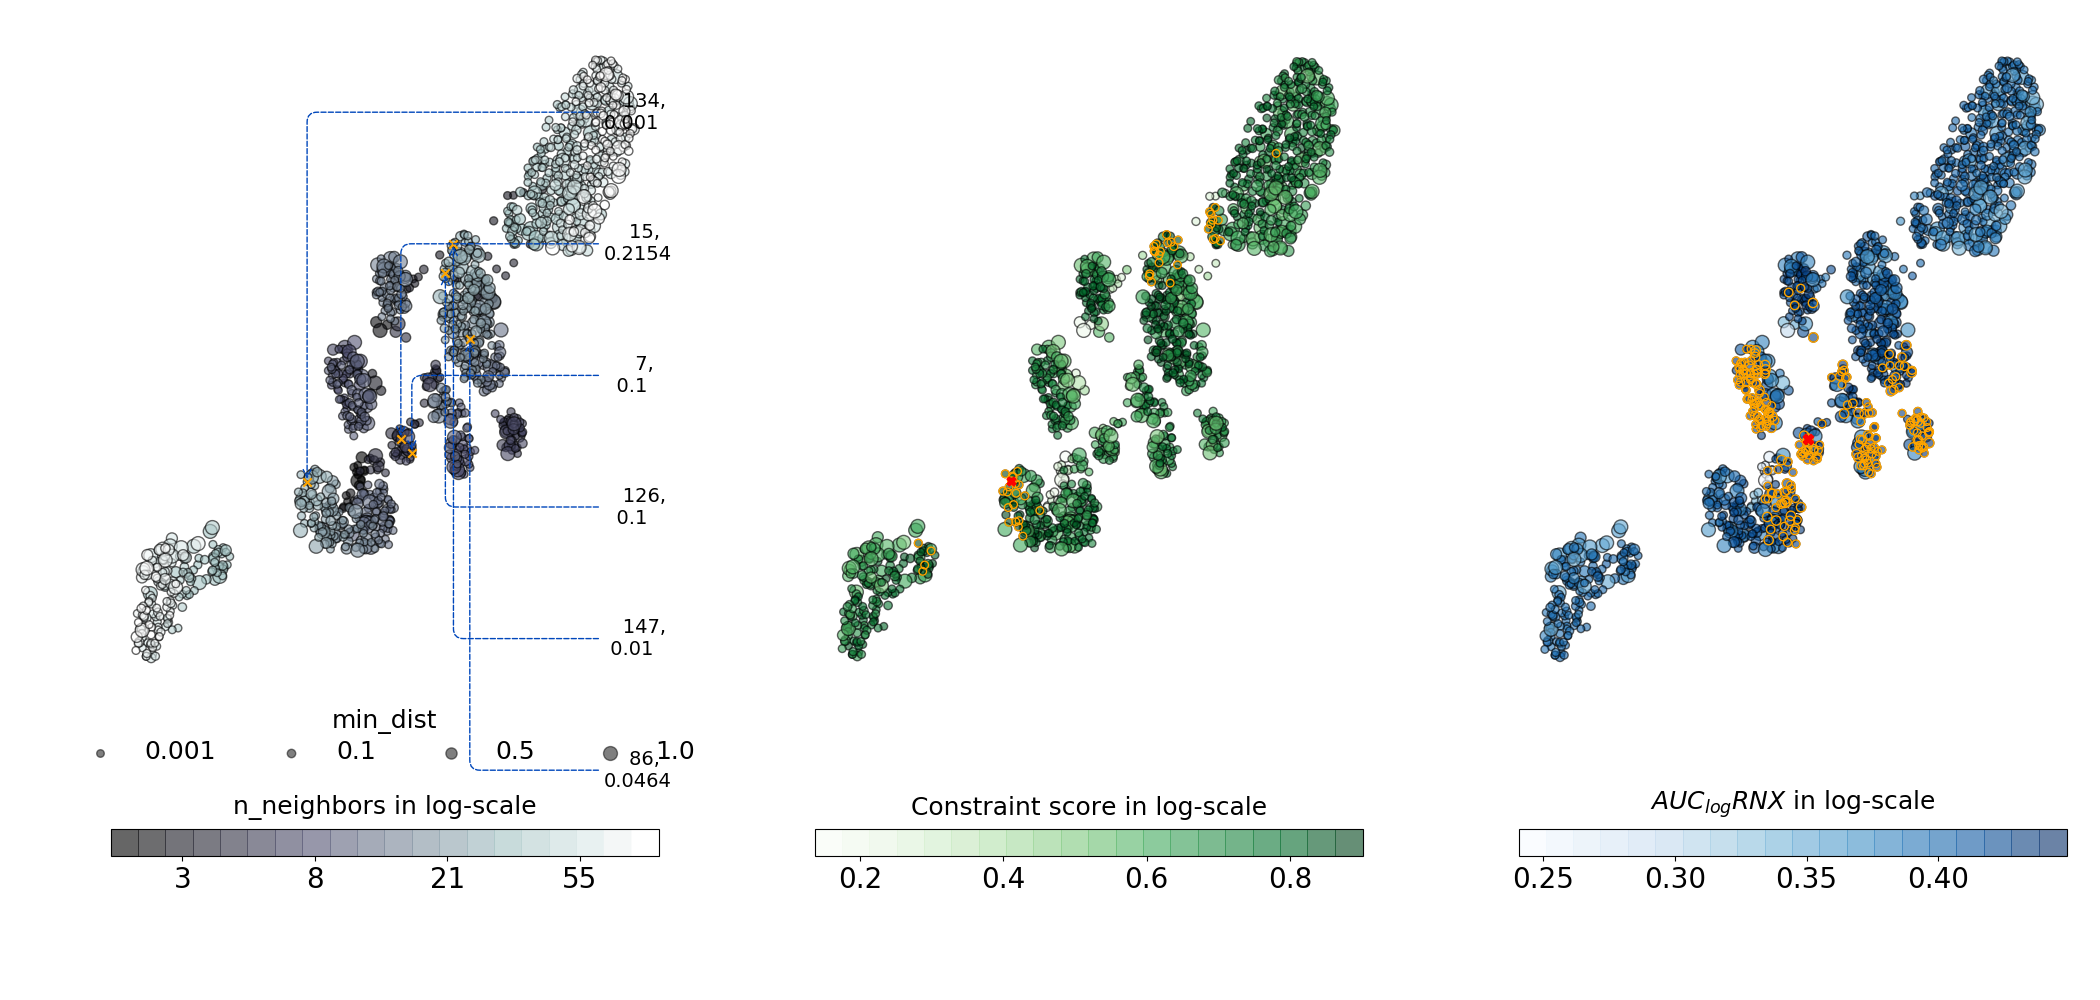 134,
0.001
15,
0.2154
7,
0.1
126,
0.1
147,
0.01
86,
0.0464
min_dist
0.001 0.1 0.5 1.0
n_neighbors in log-scale
3 8 21 55
Constraint score in log-scale
0.2 0.4 0.6 0.8
AUC_{log}RNX in log-scale
0.25 0.30 0.35 0.40